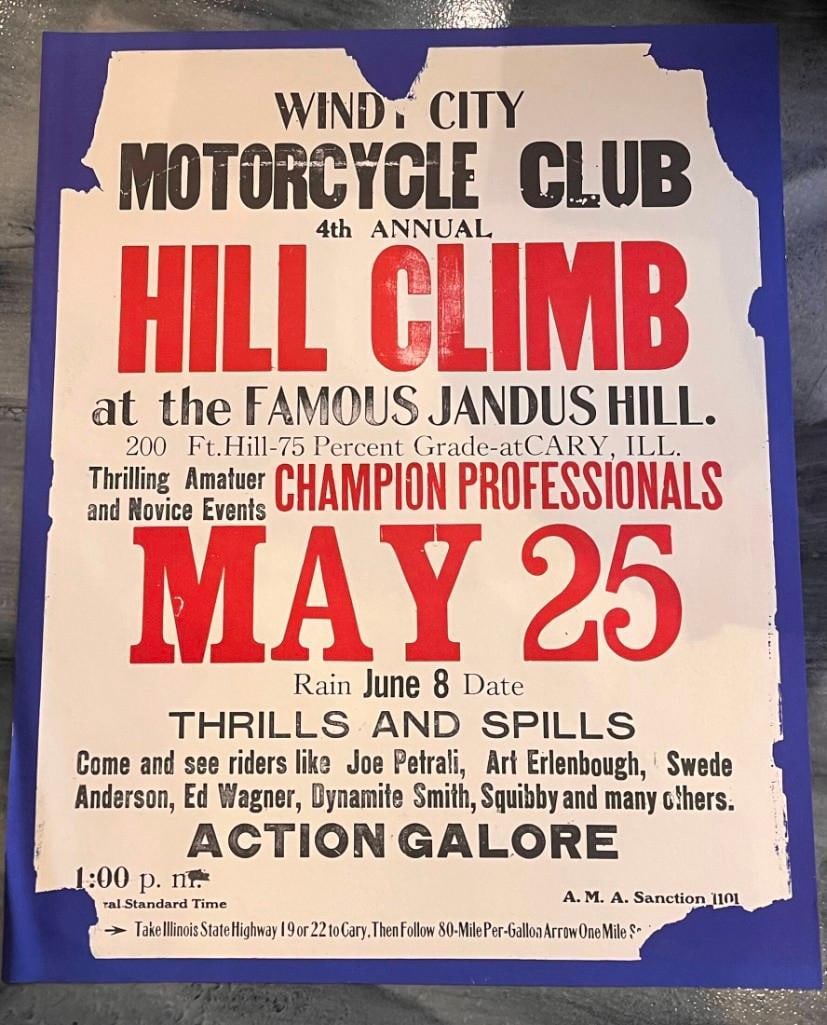 WINDY CITY
MOTORCYCLE CLUB
4th ANNUAL
HILL CLIMB
at the FAMOUS JANDUS HILL.
200 Ft.Hill-75 Percent Grade-atCARY, ILL.
Thrilling Amatuer
and Novice Events
CHAMPION PROFESSIONALS
MAY 25
Rain June 8 Date
THRILLS AND SPILLS
Come and see riders like Joe Petrali, Art Erlenbough, Swede
Anderson, Ed Wagner, Dynamite Smith, Squibby and many others.
ACTION GALORE
1:00 p. m.
ral Standard Time
A. M. A. Sanction 1101
→ Take Illinois State Highway 19 or 22 to Cary, Then Follow 80-Mile Per-Gallon Arrow One Mile